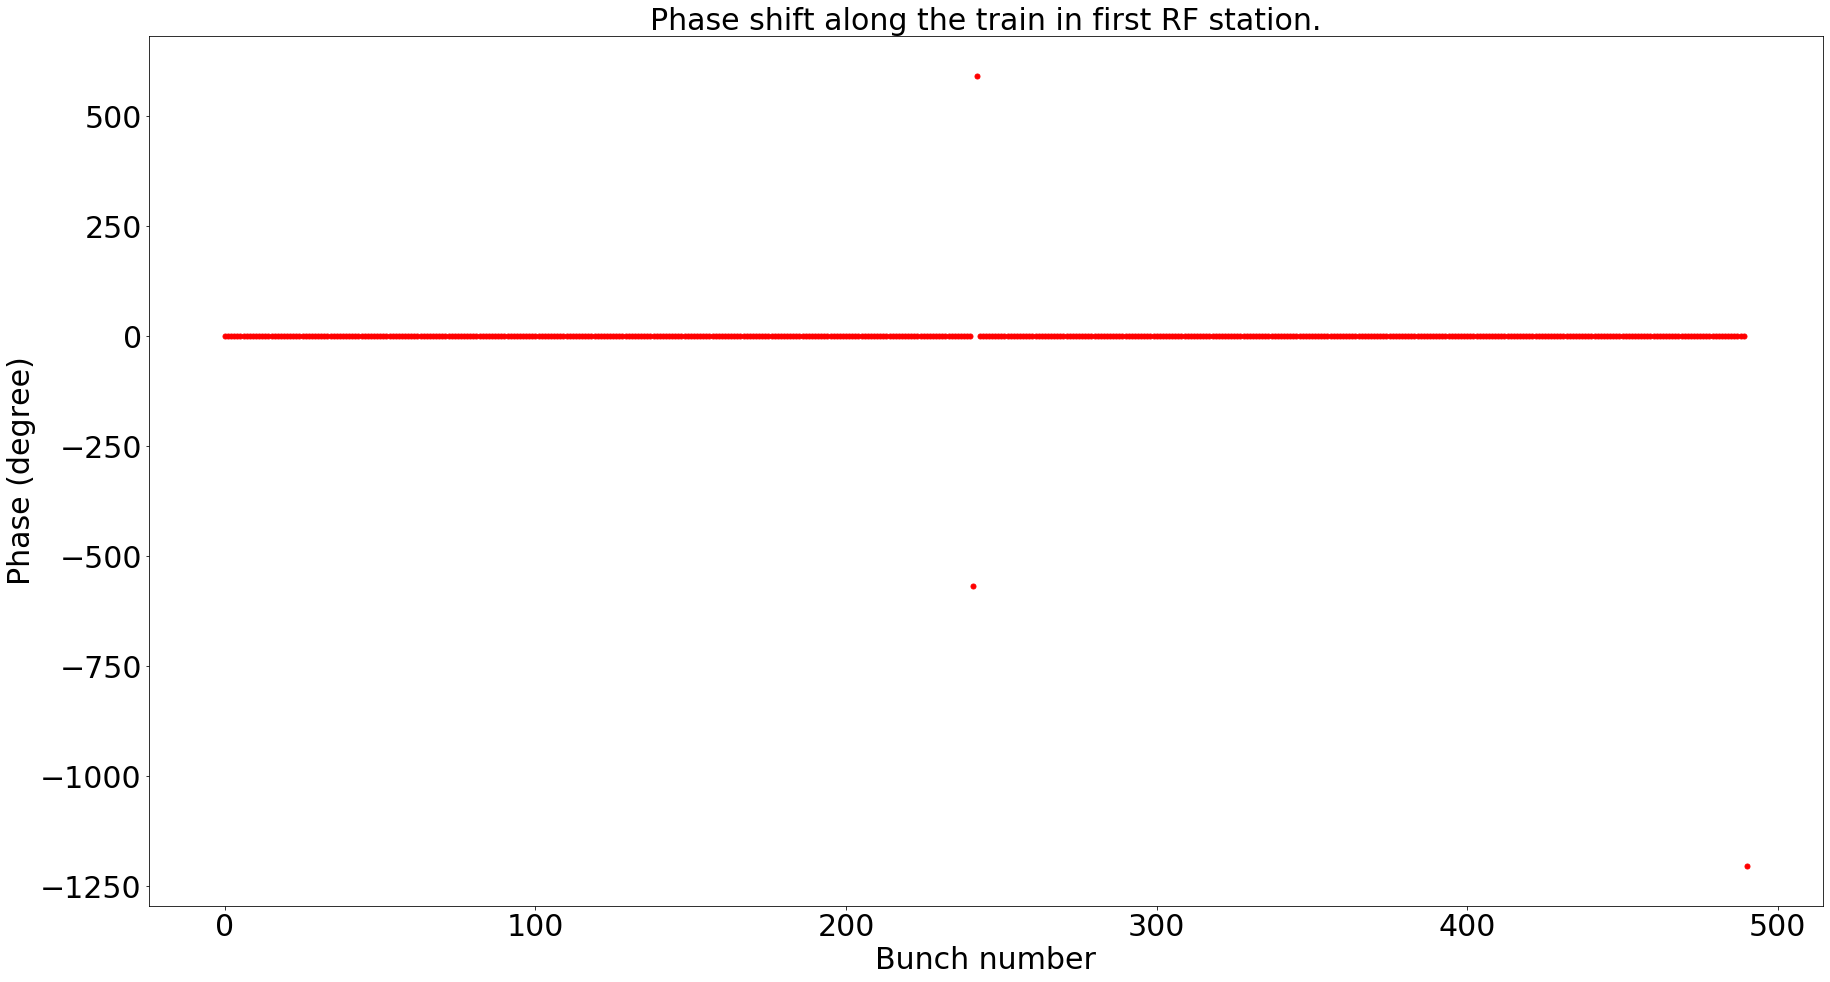 Phase shift along the train in first RF station.
500
250
0
−250
−500
−750
−1000
−1250
Phase (degree)
0 100 200 300 400 500
Bunch number